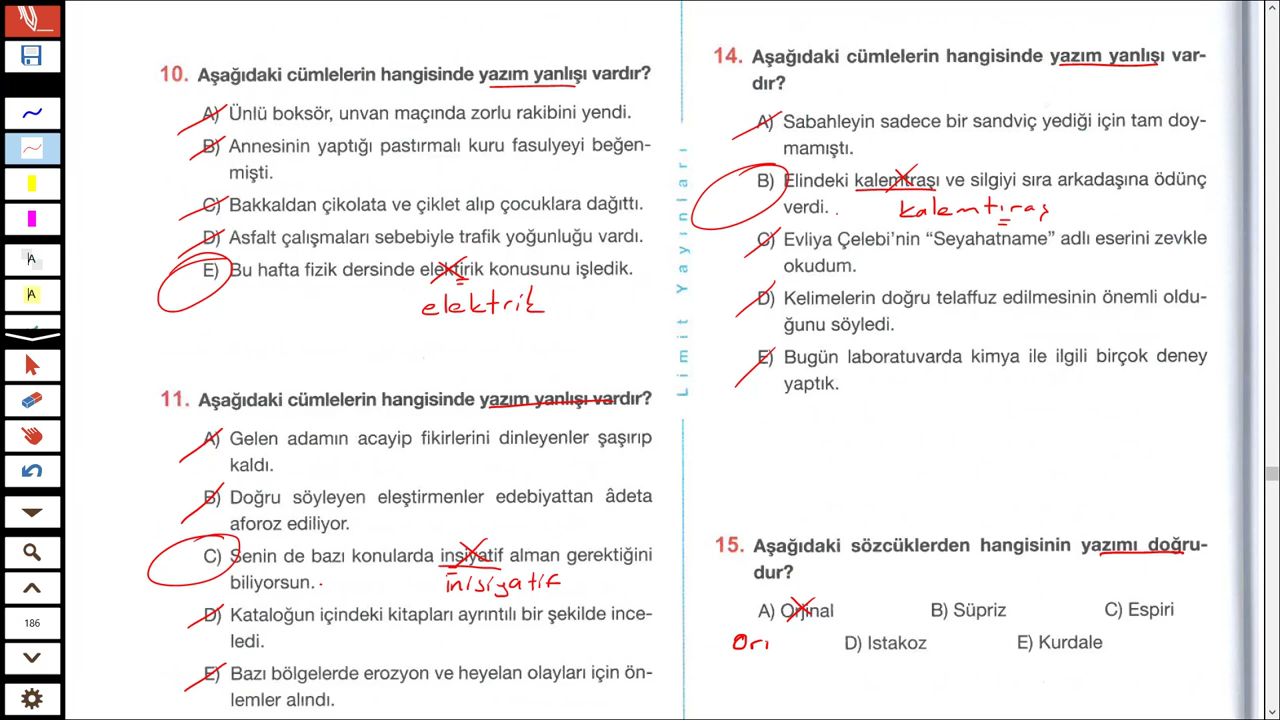 10. Aşağıdaki cümlelerin hangisinde yazım yanlışı vardır?
A) Ünlü boksör, unvan maçında zorlu rakibini yendi.
B) Annesinin yaptığı pastırmalı kuru fasulyeyi beğen-
mişti.
C) Bakkaldan çikolata ve çiklet alıp çocuklara dağıttı.
D) Asfalt çalışmaları sebebiyle trafik yoğunluğu vardı.
E) Bu hafta fizik dersinde elektirik konusunu işledik.
elektrik
11. Aşağıdaki cümlelerin hangisinde yazım yanlışı vardır?
A) Gelen adamın acayip fikirlerini dinleyenler şaşırıp
kaldı.
B) Doğru söyleyen eleştirmenler edebiyattan âdeta
aforoz ediliyor.
C) Senin de bazı konularda insiyatif alman gerektiğini
biliyorsun.
inisiyatif
D) Kataloğun içindeki kitapları ayrıntılı bir şekilde ince-
ledi.
E) Bazı bölgelerde erozyon ve heyelan olayları için ön-
lemler alındı.
186
Limit Yayınları
14. Aşağıdaki cümlelerin hangisinde yazım yanlışı var-
dır?
A) Sabahleyin sadece bir sandviç yediği için tam doy-
mamıştı.
B) Elindeki kalemtraşı ve silgiyi sıra arkadaşına ödünç
verdi.
kalemtıraş
C) Evliya Çelebi'nin “Seyahatname” adlı eserini zevkle
okudum.
D) Kelimelerin doğru telaffuz edilmesinin önemli oldu-
ğunu söyledi.
E) Bugün laboratuvarda kimya ile ilgili birçok deney
yaptık.
15. Aşağıdaki sözcüklerden hangisinin yazımı doğru-
dur?
A) Orjinal B) Süpriz C) Espiri
Ori D) Istakoz E) Kurdale